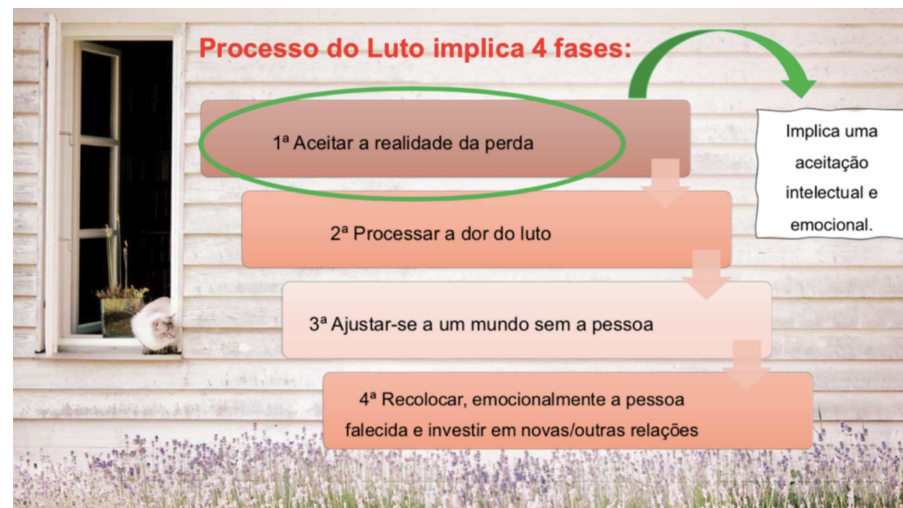 Processo do Luto implica 4 fases:
1ª Aceitar a realidade da perda
Implica uma
aceitação
intelectual e
emocional.
2ª Processar a dor do luto
3ª Ajustar-se a um mundo sem a pessoa
4ª Recolocar, emocionalmente a pessoa
falecida e investir em novas/outras relações